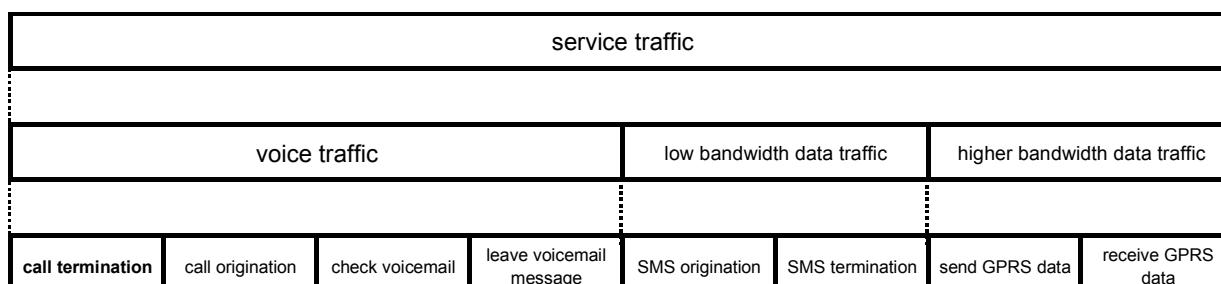 service traffic
voice traffic
low bandwidth data traffic
higher bandwidth data traffic
call termination
call origination
check voicemail
leave voicemail
message
SMS origination
SMS termination
send GPRS data
receive GPRS
data